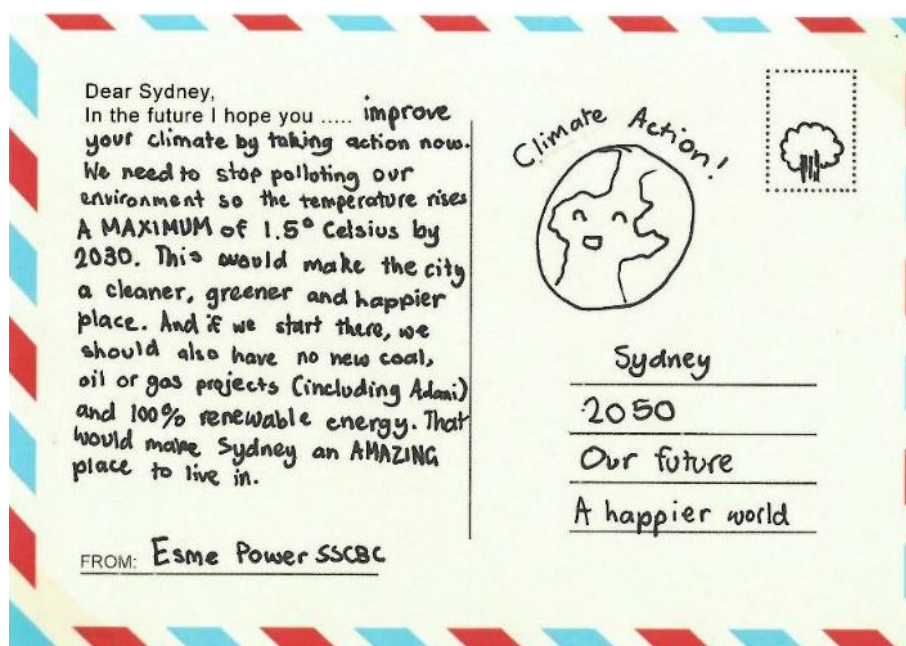 Dear Sydney,
In the future I hope you ..... improve
your climate by taking action now.
We need to stop polloting our
environment so the temperature rises
A MAXIMUM of 1.5° Celsius by
2030. This would make the city
a cleaner, greener and happier
place. And if we start there, we
should also have no new coal,
oil or gas projects (including Adani)
and 100% renewable energy. That
would make Sydney an AMAZING
place to live in.
FROM: Esme Power SSCBC
Climate Action!
Sydney
2050
Our future
A happier world